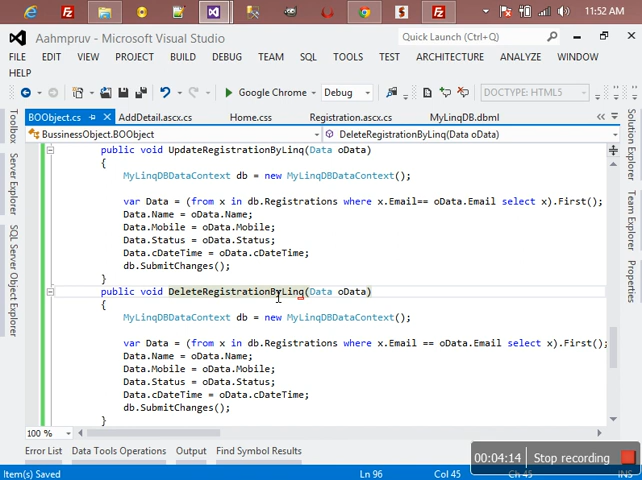 11:52 AM
Aahmpruv - Microsoft Visual Studio
Quick Launch (Ctrl+Q)
FILE EDIT VIEW PROJECT BUILD DEBUG TEAM SQL TOOLS TEST ARCHITECTURE ANALYZE WINDOW
HELP
Google Chrome Debug DOCTYPE: HTML5
BOObject.cs AddDetail.ascx.cs Home.css Registration.ascx.cs MyLinqDB.dbml
BussinessObject.BOObject DeleteRegistrationByLinq(Data oData)
Toolbox
Server Explorer
SQL Server Object Explorer
public void UpdateRegistrationByLinq(Data oData)
{
MyLinqDBDataContext db = new MyLinqDBDataContext();
var Data = (from x in db.Registrations where x.Email== oData.Email select x).First();
Data.Name = oData.Name;
Data.Mobile = oData.Mobile;
Data.Status = oData.Status;
Data.cDateTime = oData.cDateTime;
db.SubmitChanges();
}
public void DeleteRegistrationByLinq(Data oData)
{
MyLinqDBDataContext db = new MyLinqDBDataContext();
var Data = (from x in db.Registrations where x.Email == oData.Email select x).First();
Data.Name = oData.Name;
Data.Mobile = oData.Mobile;
Data.Status = oData.Status;
Data.cDateTime = oData.cDateTime;
db.SubmitChanges();
}
Solution Explorer
Team Explorer
Properties
100 %
Error List Data Tools Operations Output Find Symbol Results
00:04:14 Stop recording
Item(s) Saved Ln 96 Col 45 Ch 45 INS